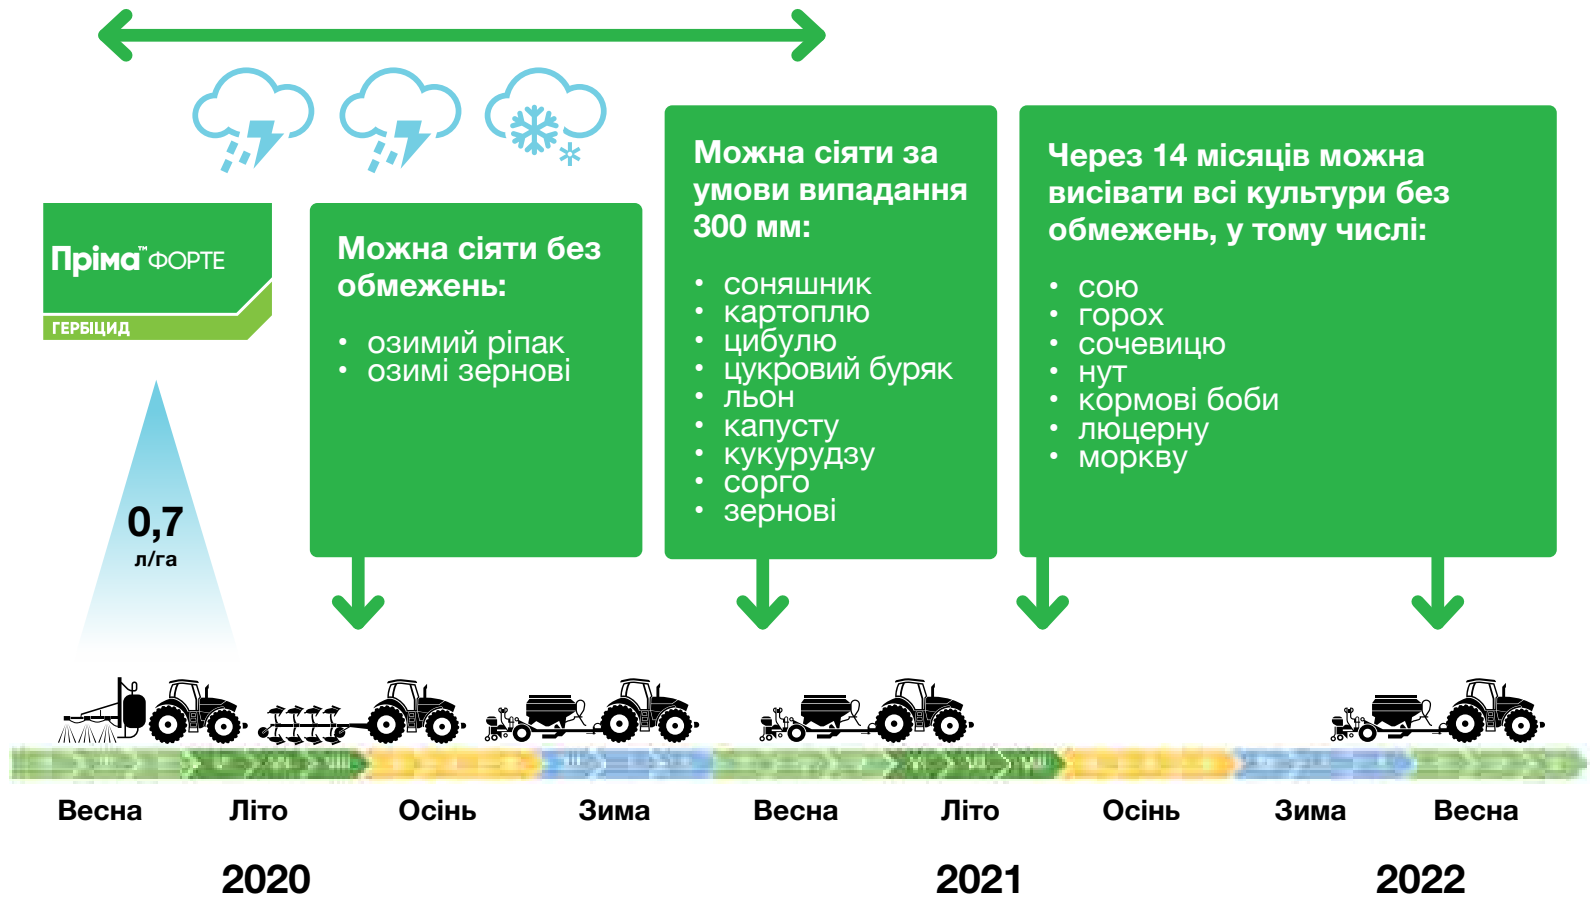 Пріма™ ФОРТЕ
ГЕРБІЦИД
0,7
л/га
Можна сіяти без
обмежень:
• озимий ріпак
• озимі зернові
Можна сіяти за
умови випадання
300 мм:
• соняшник
• картоплю
• цибулю
• цукровий буряк
• льон
• капусту
• кукурудзу
• сорго
• зернові
Через 14 місяців можна
висівати всі культури без
обмежень, у тому числі:
• сою
• горох
• сочевицю
• нут
• кормові боби
• люцерну
• моркву
Весна Літо Осінь Зима Весна Літо Осінь Зима Весна
2020 2021 2022